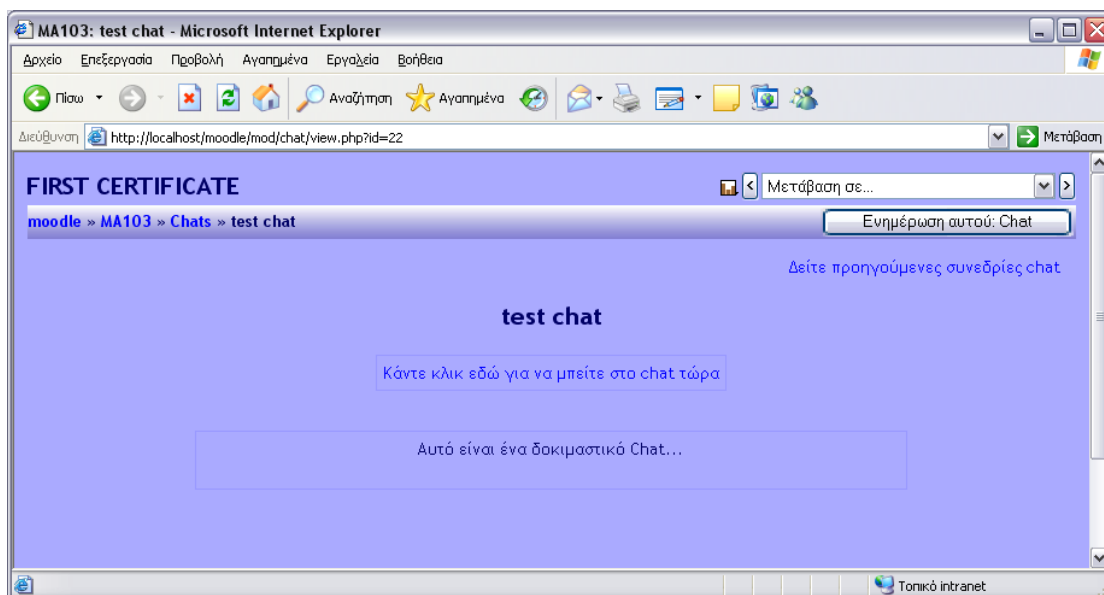 MA103: test chat - Microsoft Internet Explorer
Αρχείο Επεξεργασία Προβολή Αγαπημένα Εργαλεία Βοήθεια
Πίσω Αναζήτηση Αγαπημένα
Διεύθυνση http://localhost/moodle/mod/chat/view.php?id=22 Μετάβαση
FIRST CERTIFICATE < Μετάβαση σε... >
moodle » MA103 » Chats » test chat Ενημέρωση αυτού: Chat
Δείτε προηγούμενες συνεδρίες chat
test chat
Κάντε κλικ εδώ για να μπείτε στο chat τώρα
Αυτό είναι ένα δοκιμαστικό Chat...
Τοπικό intranet